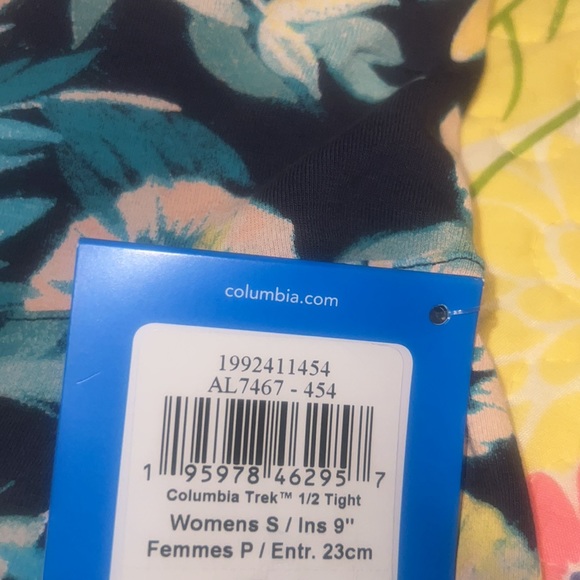 columbia.com
1992411454
AL7467 - 454
1 95978 46295 7
Columbia Trek™ 1/2 Tight
Womens S / Ins 9"
Femmes P / Entr. 23cm